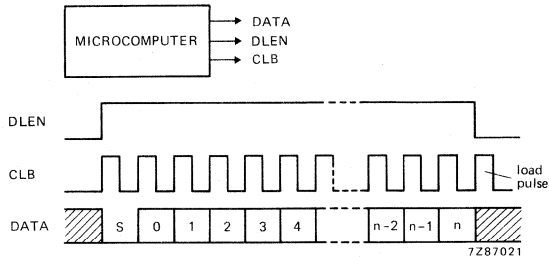 MICROCOMPUTER
DATA
DLEN
CLB
DLEN
CLB
load
pulse
DATA
S 0 1 2 3 4 n-2 n-1 n
7Z87021